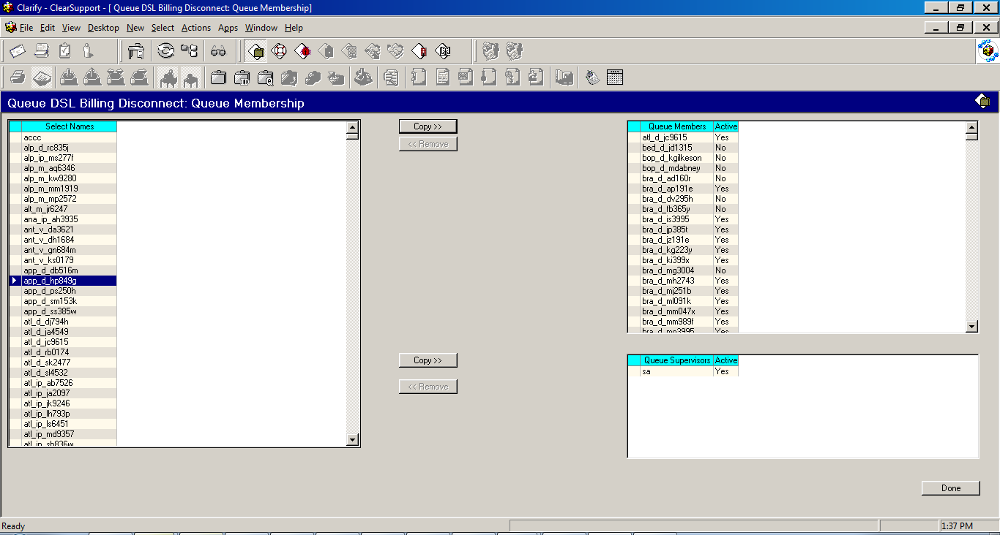 Clarify - ClearSupport - [ Queue DSL Billing Disconnect: Queue Membership]
File Edit View Desktop New Select Actions Apps Window Help
Queue DSL Billing Disconnect: Queue Membership
Select Names
accc
alp_d_rc835j
alp_ip_ms277f
alp_m_aq6346
alp_m_kw9280
alp_m_mm1919
alp_m_mp2572
alt_m_jr6247
ana_ip_ah3935
ant_v_da3621
ant_v_dh1684
ant_v_gn684m
ant_v_ks0179
app_d_db516m
app_d_hp849g
app_d_ps250h
app_d_sm153k
app_d_ss385w
atl_d_dj794h
atl_d_ja4549
atl_d_jc9615
atl_d_rb0174
atl_d_sk2477
atl_d_sl4532
atl_ip_ab7526
atl_ip_ja2097
atl_ip_jk9246
atl_ip_lh793p
atl_ip_ls6451
atl_ip_md9357
atl_ip_sb836w
Copy >>
<< Remove
Copy >>
<< Remove
Queue Members Active
atl_d_jc9615 Yes
bed_d_jd1315 No
bop_d_kgilkeson No
bop_d_mdabney No
bra_d_ad160r No
bra_d_ap191e Yes
bra_d_dv295h No
bra_d_fb365y No
bra_d_is3995 Yes
bra_d_jp385t Yes
bra_d_jz191e Yes
bra_d_kg223y Yes
bra_d_ki399x Yes
bra_d_mg3004 No
bra_d_mh2743 Yes
bra_d_mj251b Yes
bra_d_ml091k Yes
bra_d_mm047x Yes
bra_d_mm989f Yes
bra_d_mo3995 Yes
Queue Supervisors Active
sa Yes
Done
Ready
1:37 PM